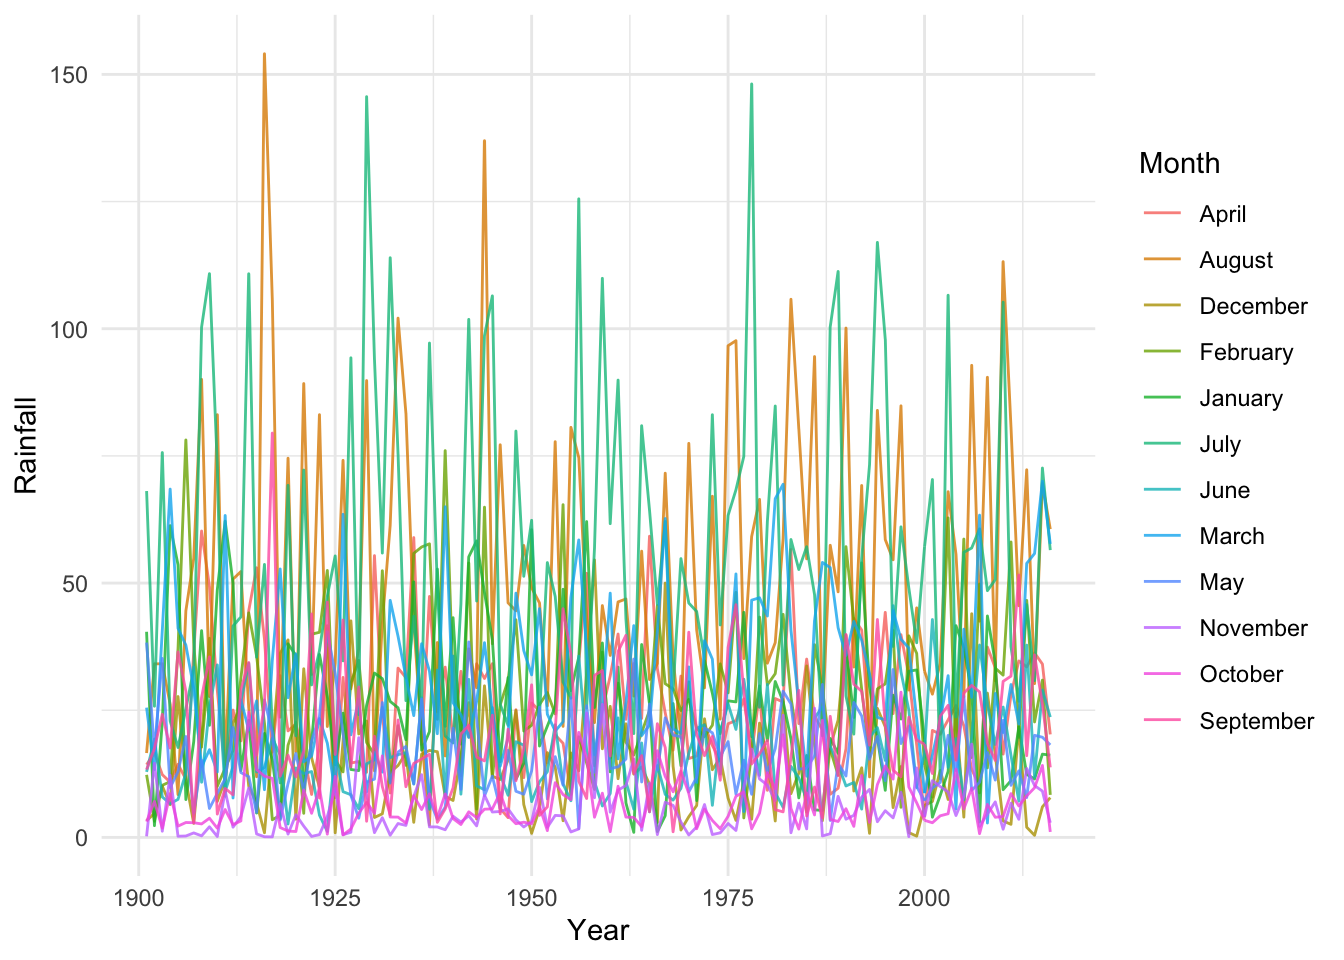 150
100
50
0
Rainfall
1900 1925 1950 1975 2000
Year
Month
April
August
December
February
January
July
June
March
May
November
October
September